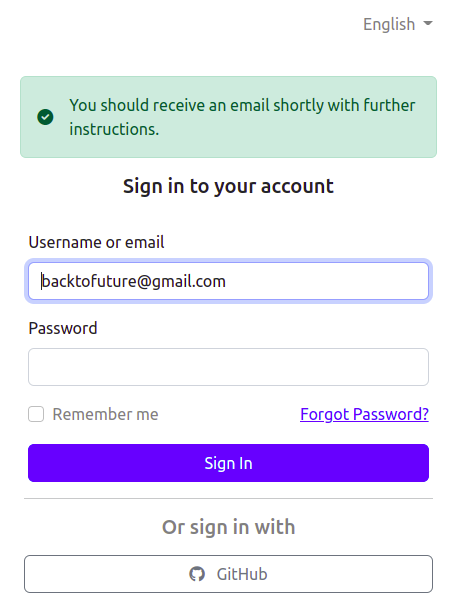 English
You should receive an email shortly with further
instructions.
Sign in to your account
Username or email
backtofuture@gmail.com
Password
Remember me
Forgot Password?
Sign In
Or sign in with
GitHub